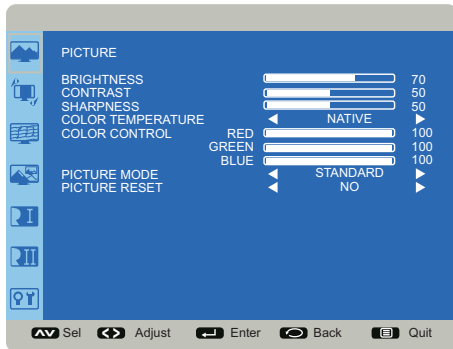 PICTURE
BRIGHTNESS 70
CONTRAST 50
SHARPNESS 50
COLOR TEMPERATURE NATIVE
COLOR CONTROL RED 100
GREEN 100
BLUE 100
PICTURE MODE STANDARD
PICTURE RESET NO
Sel Adjust Enter Back Quit